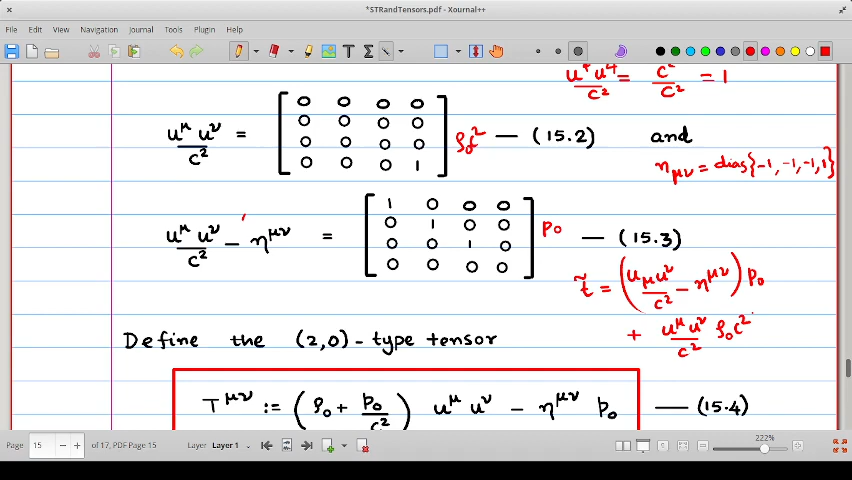 *STRandTensors.pdf - Xournal++
File Edit View Navigation Journal Tools Plugin Help
u⁴ u⁴/c² = c²/c² = 1
u^μ u^ν/c² = [0 0 0 0; 0 0 0 0; 0 0 0 0; 0 0 0 1] ρ₀c² — (15.2) and
η_μν = diag{-1, -1, -1, 1}
u^μ u^ν/c² − η^μν = [1 0 0 0; 0 1 0 0; 0 0 1 0; 0 0 0 0] p₀ — (15.3)
t̃ = (u_μ u^ν/c² − η^μν) p₀
+ u^μ u^ν/c² ρ₀c²
Define the (2,0)-type tensor
T^μν := (ρ₀ + p₀/c²) u^μ u^ν − η^μν p₀ — (15.4)
Page 15 of 17, PDF Page 15 Layer Layer 1 222%